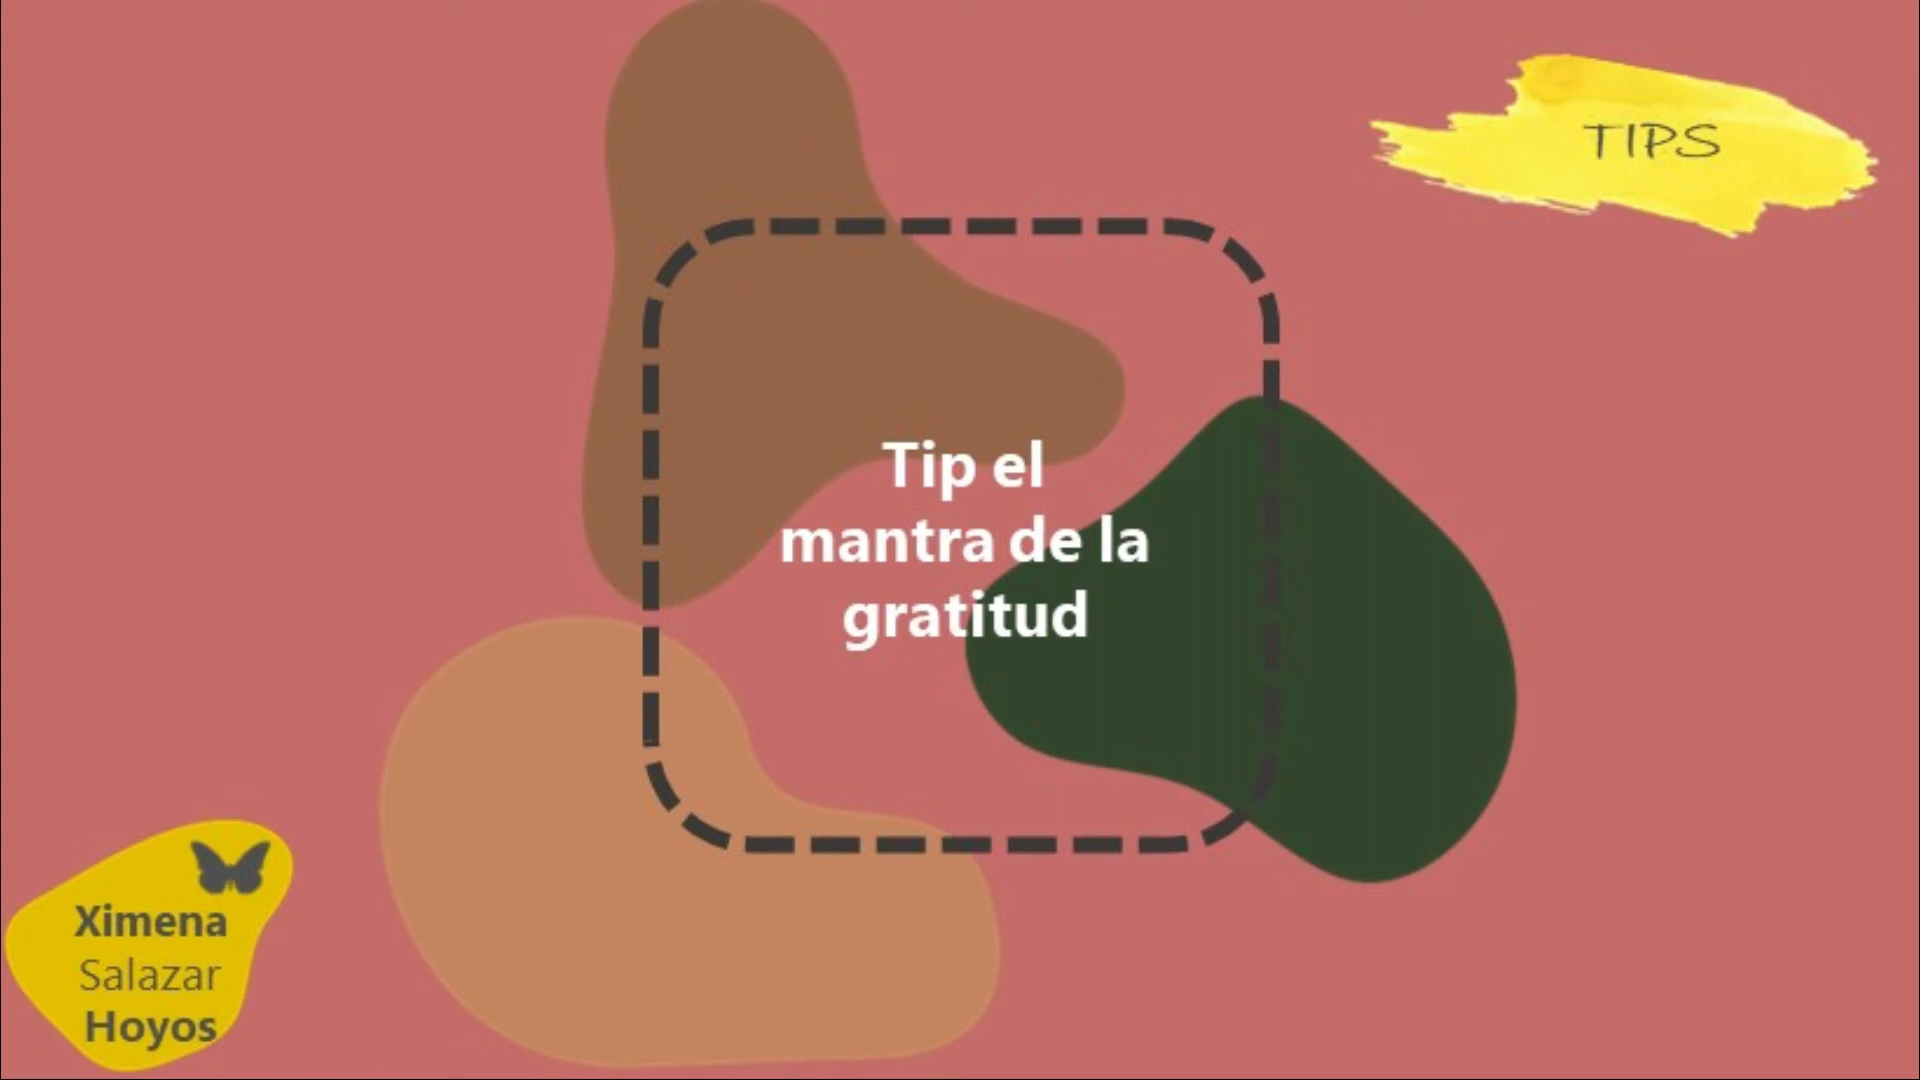 TIPS
Tip el
mantra de la
gratitud
Ximena
Salazar
Hoyos